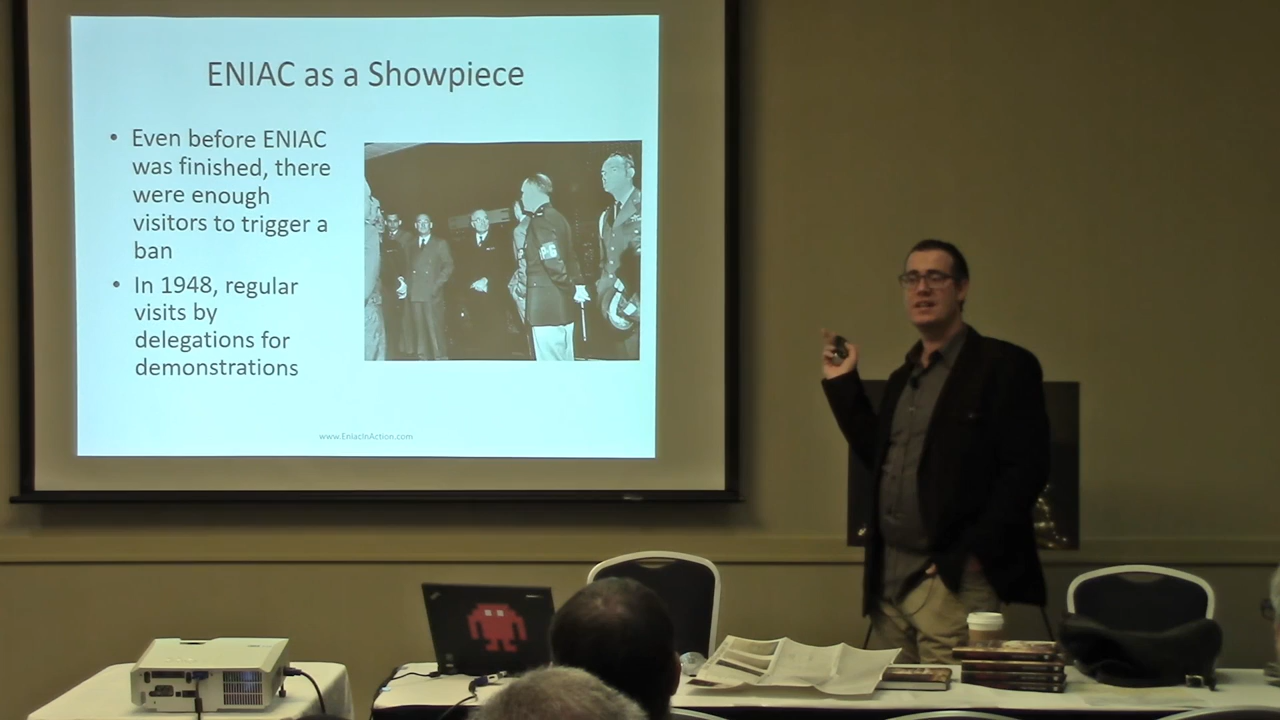 ENIAC as a Showpiece
• Even before ENIAC
was finished, there
were enough
visitors to trigger a
ban
• In 1948, regular
visits by
delegations for
demonstrations
www.EniacInAction.com